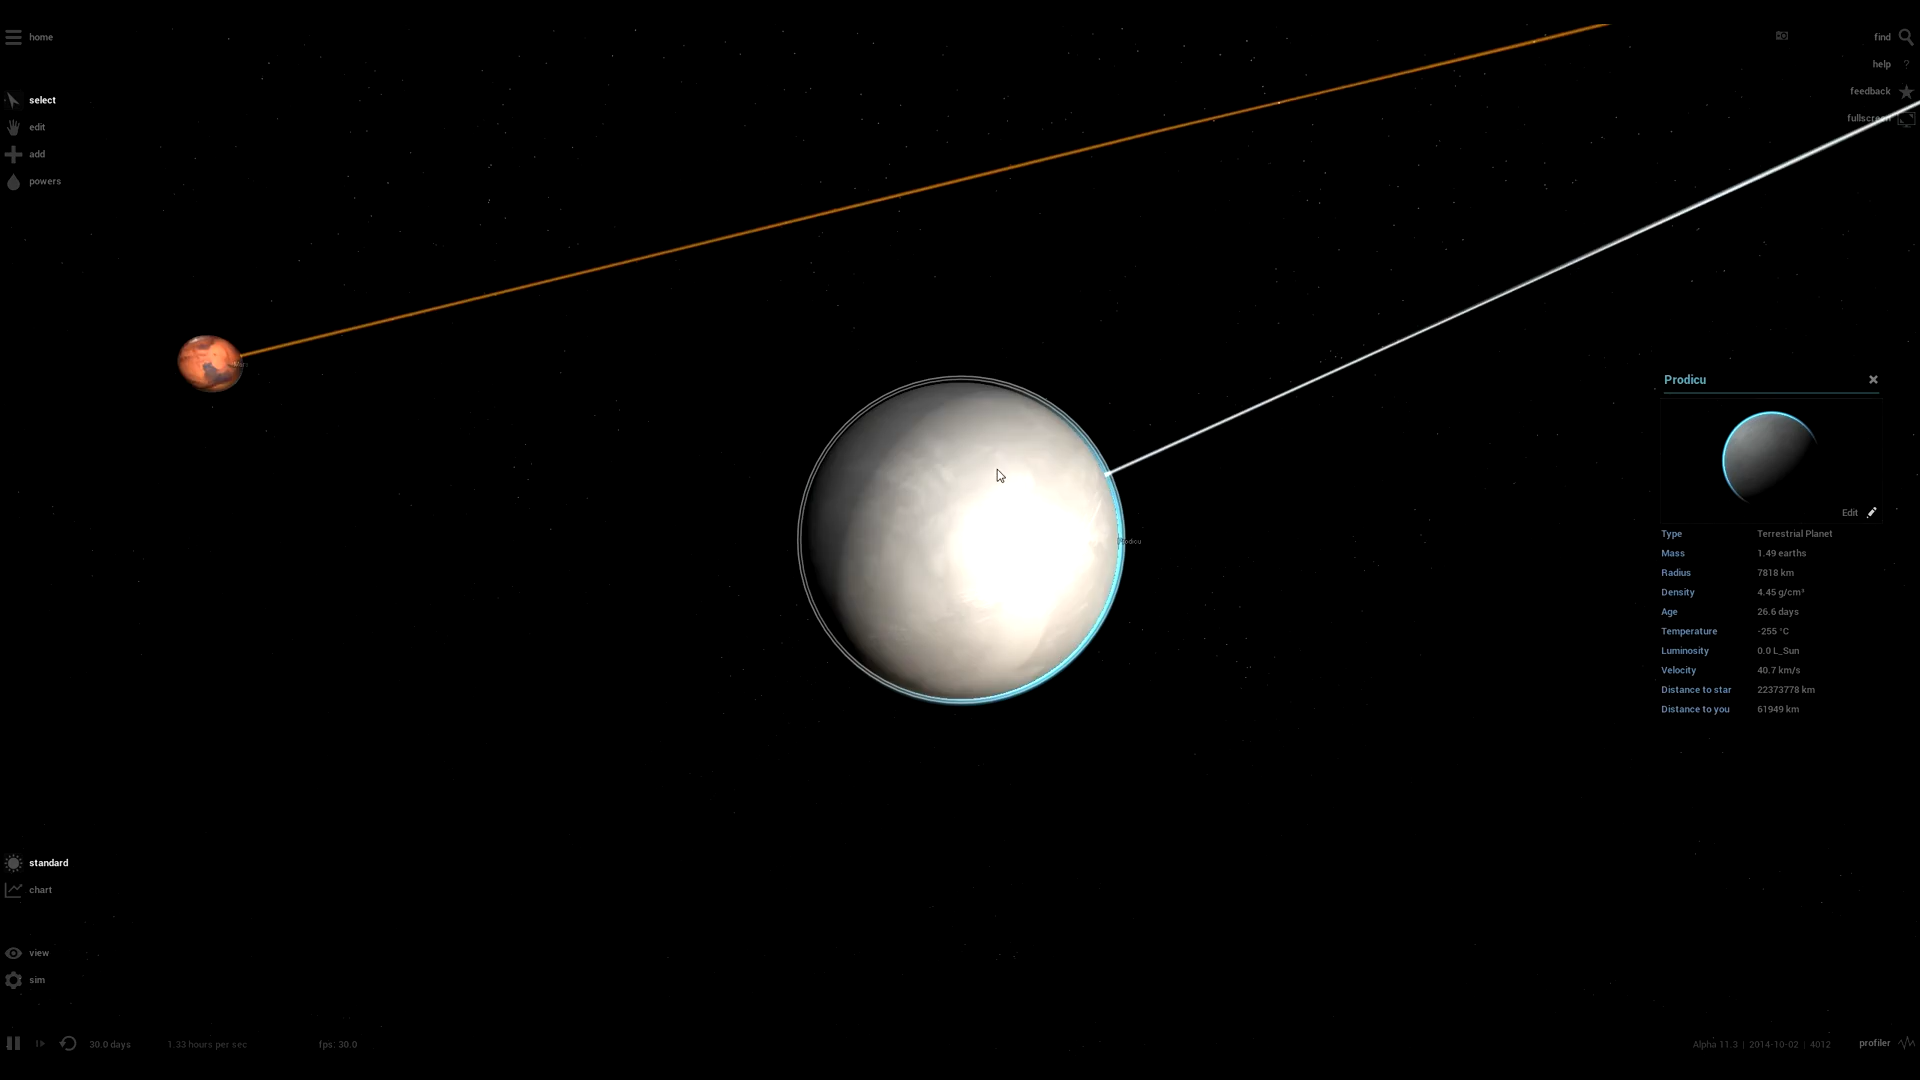 home
find
help ?
select
feedback
edit
fullscreen
add
powers
Mars
Prodicu
Edit
Type Terrestrial Planet
Prodicu
Mass 1.49 earths
Radius 7818 km
Density 4.45 g/cm³
Age 26.6 days
Temperature -255 °C
Luminosity 0.0 L_Sun
Velocity 40.7 km/s
Distance to star 22373778 km
Distance to you 61949 km
standard
chart
view
sim
1 30.0 days 1.33 hours per sec fps: 30.0
Alpha 11.3 | 2014-10-02 | 4012 profiler